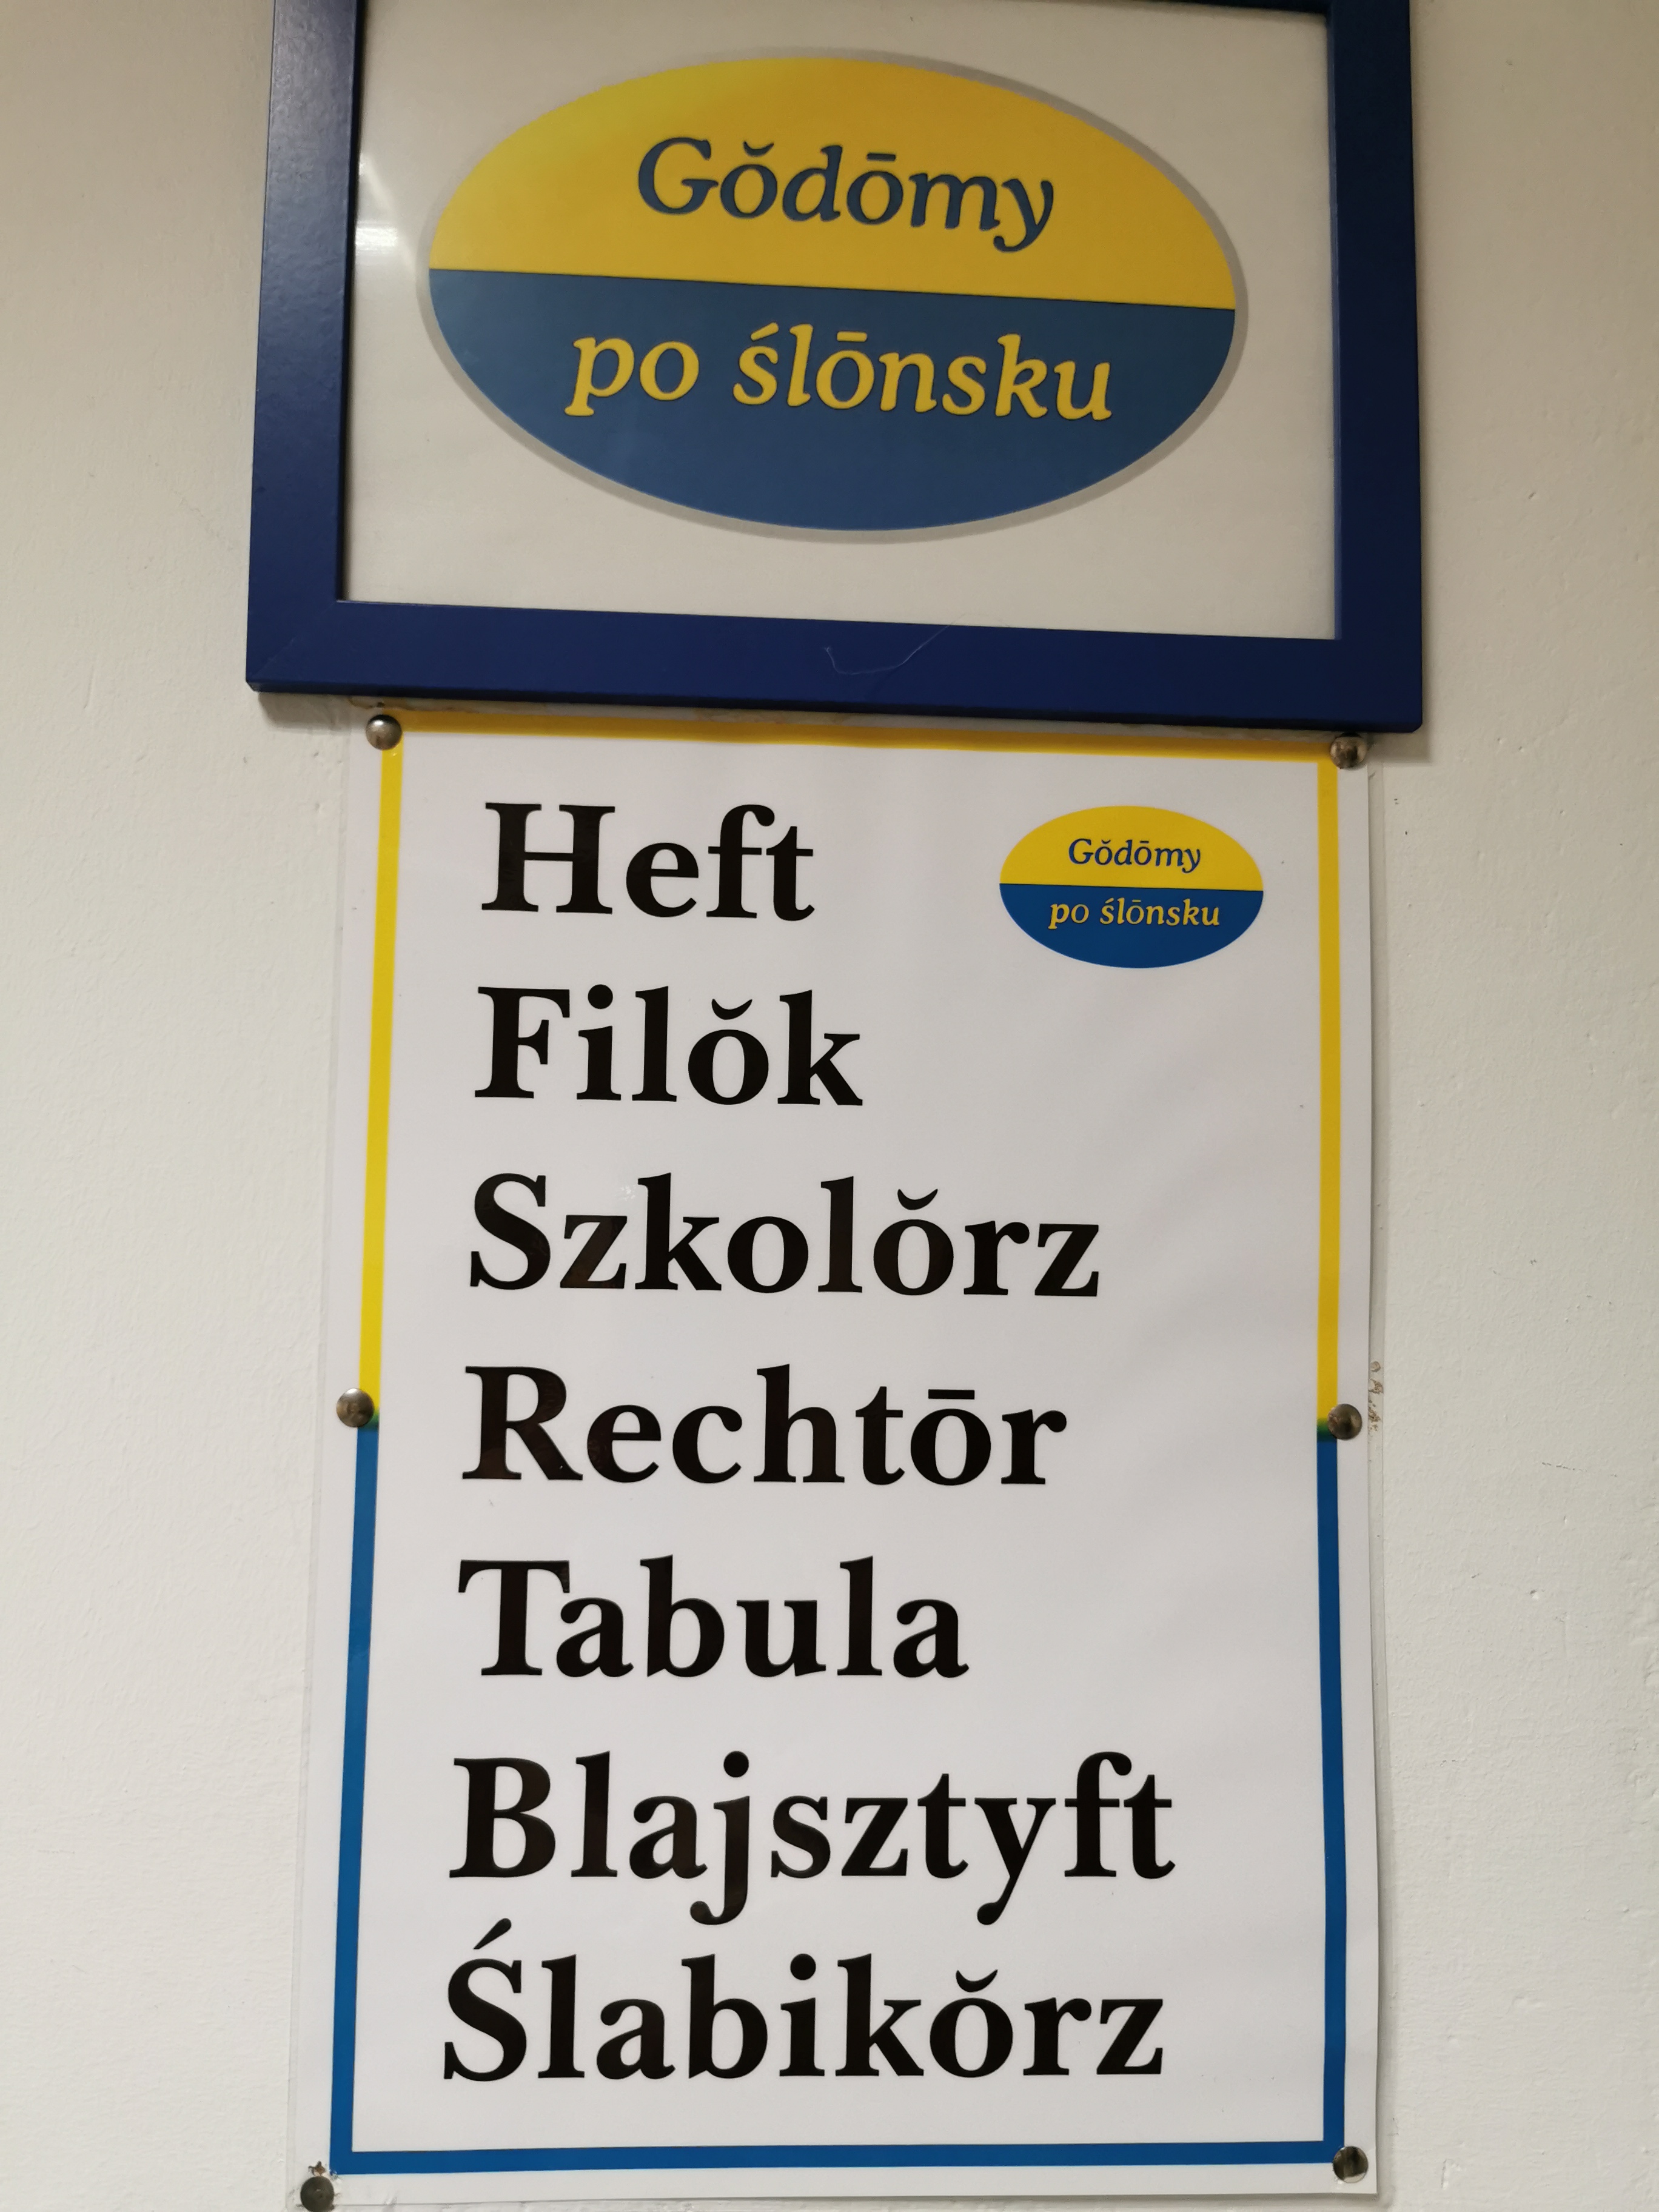 Gŏdōmy
po ślōnsku
Heft
Gŏdōmy
po ślōnsku
Filŏk
Szkolŏrz
Rechtōr
Tabula
Blajsztyft
Ślabikŏrz